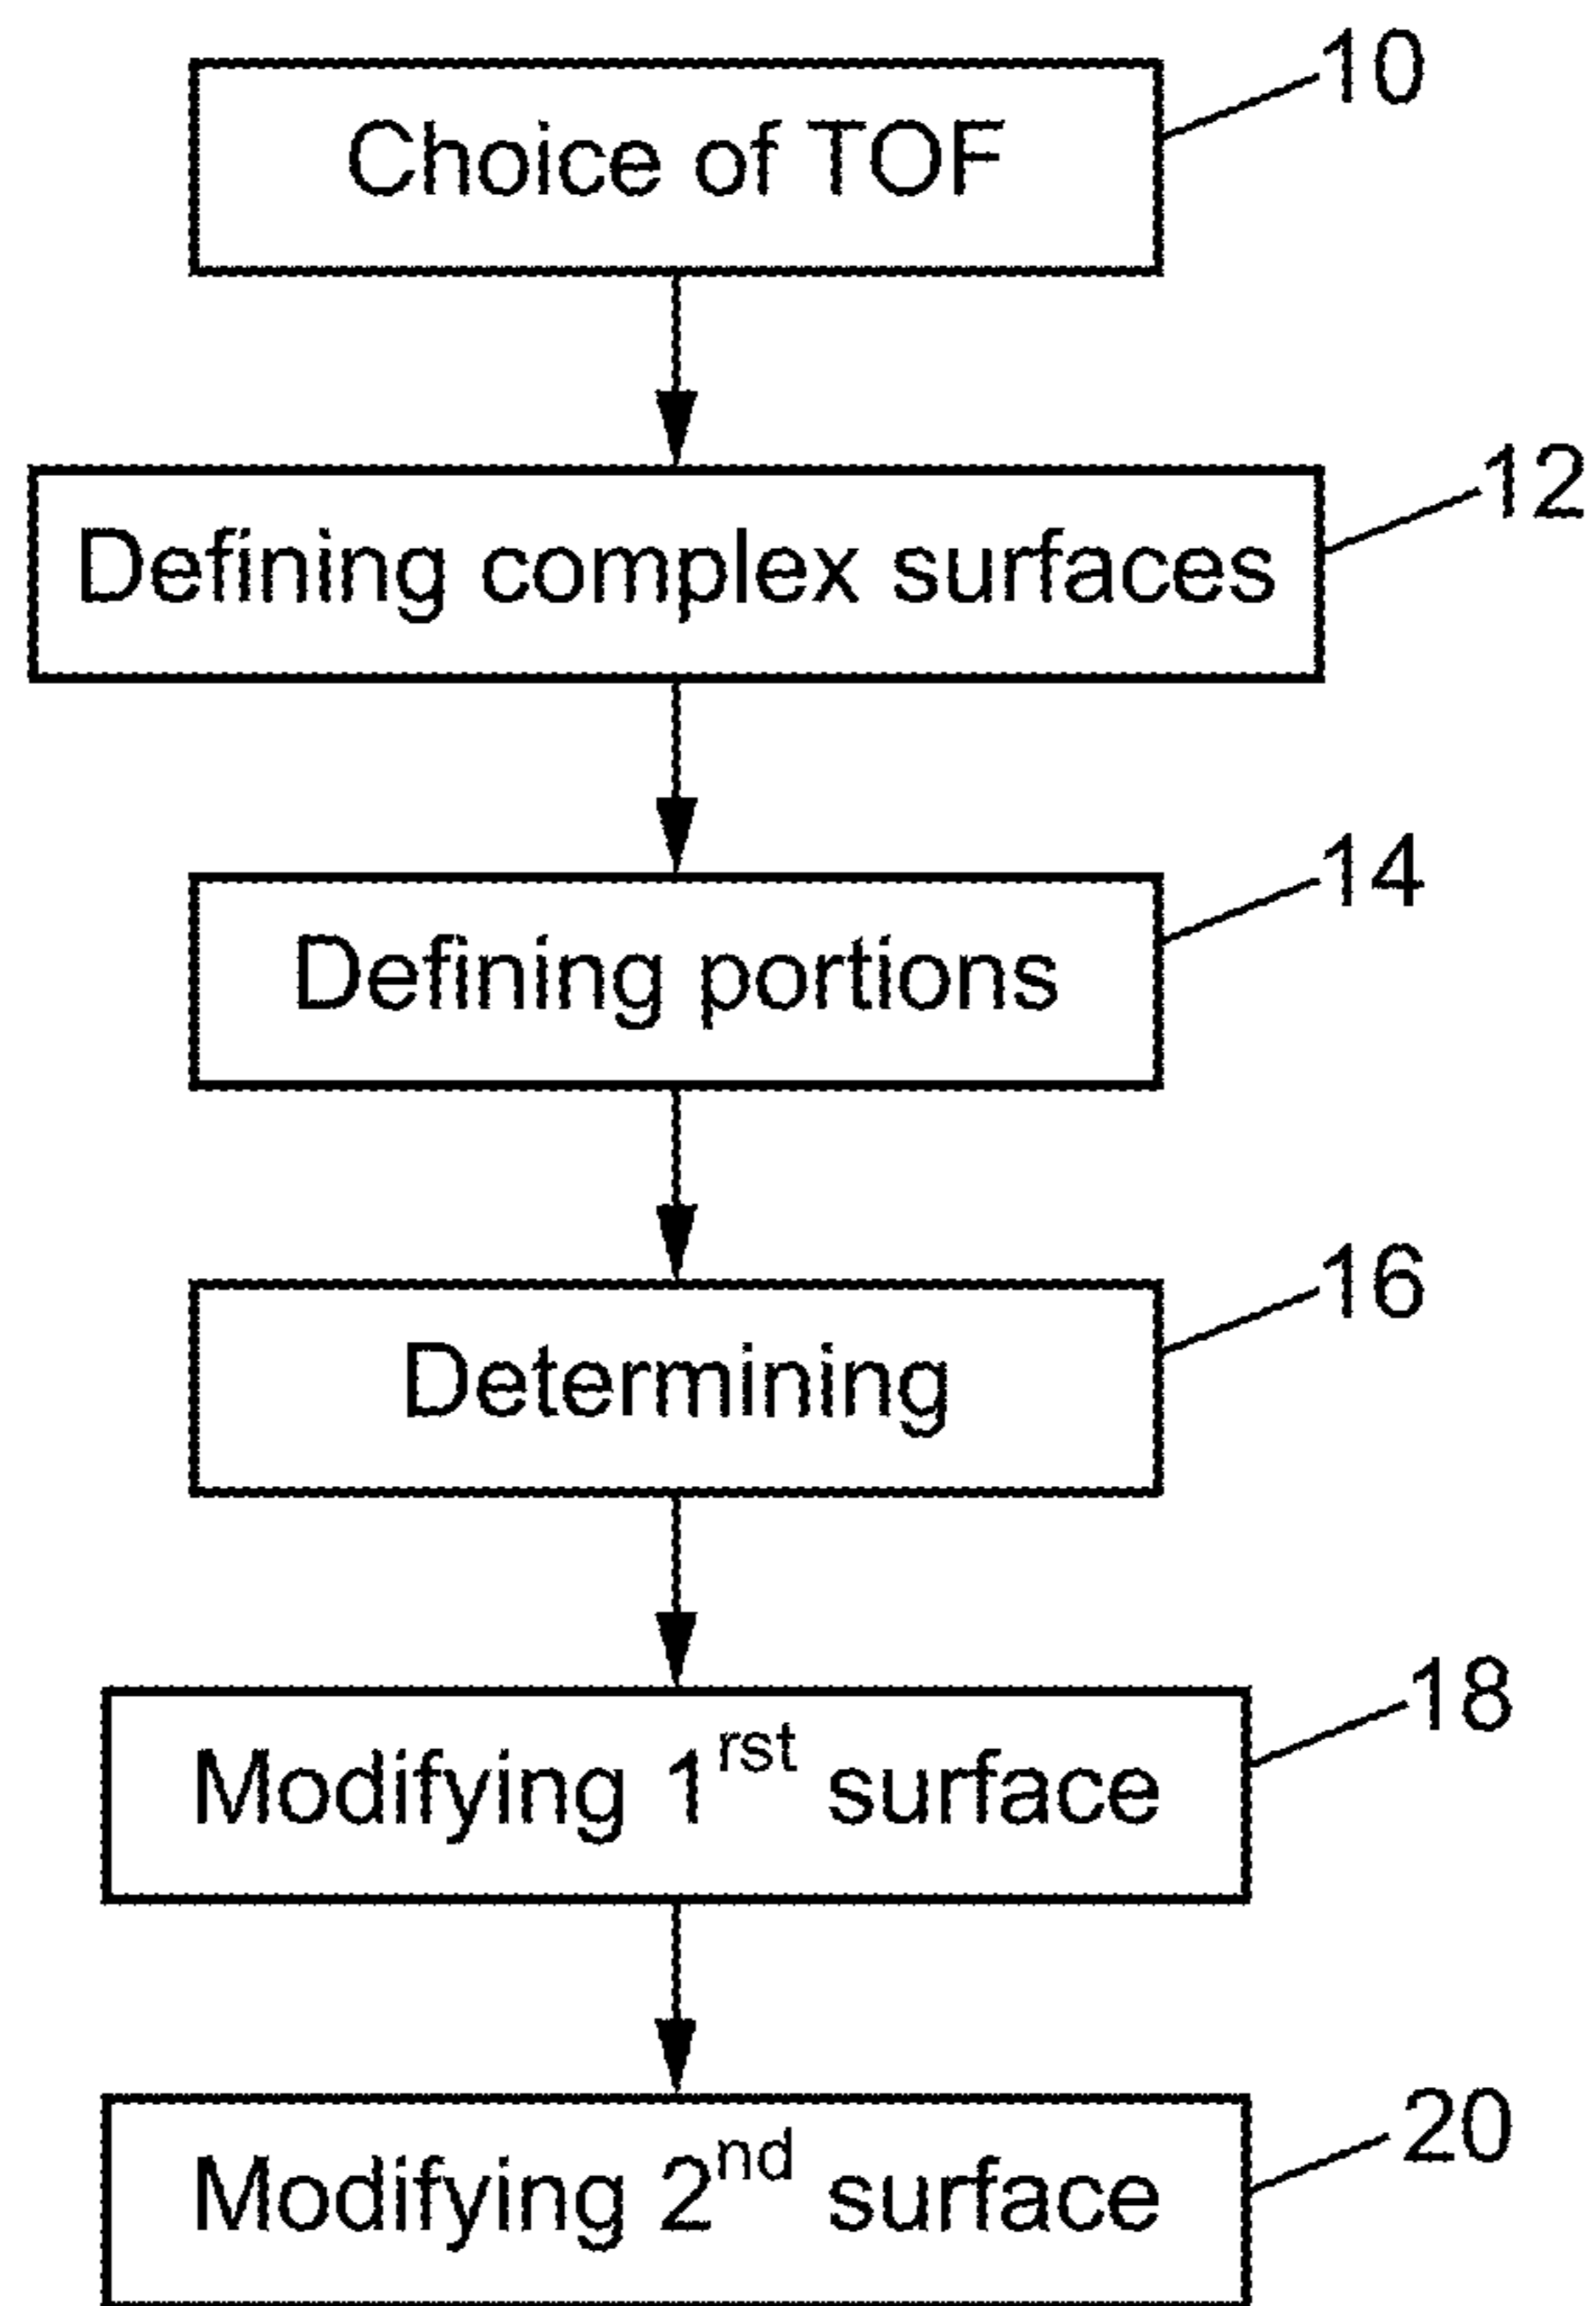 10
Choice of TOF
12
Defining complex surfaces
14
Defining portions
16
Determining
18
Modifying 1rst surface
20
Modifying 2nd surface